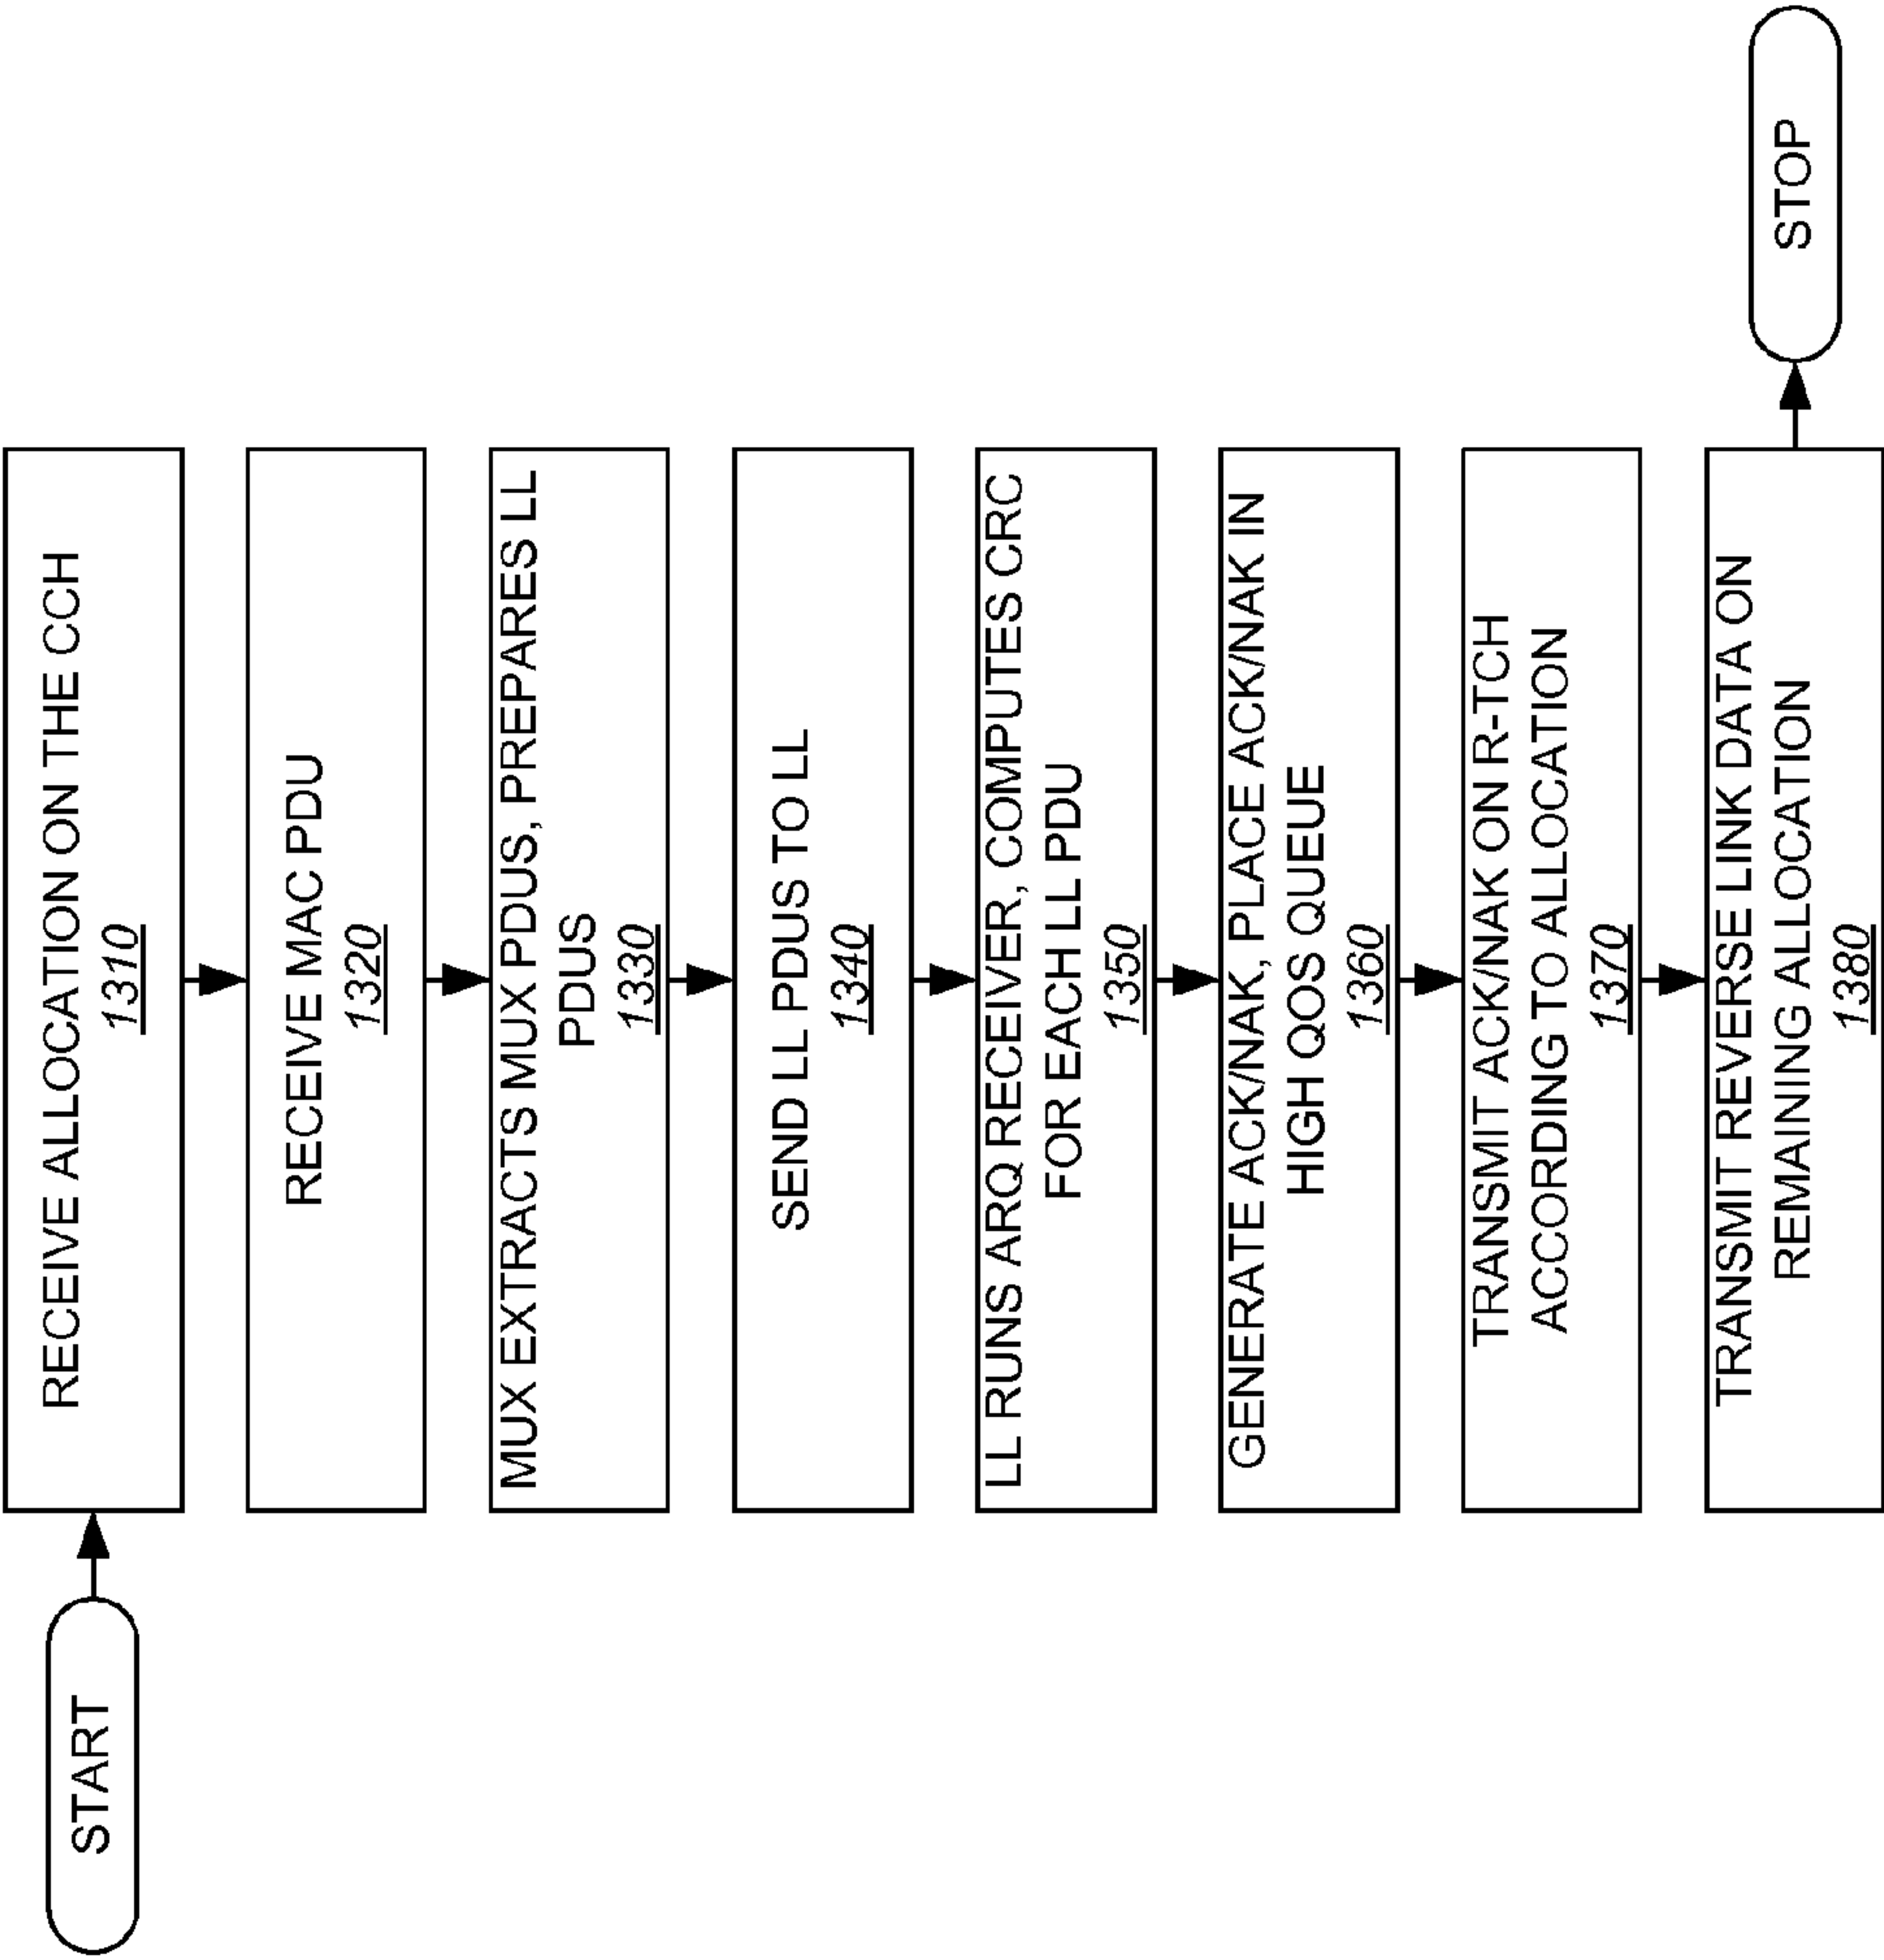 START
RECEIVE ALLOCATION ON THE CCH
1310
RECEIVE MAC PDU
1320
MUX EXTRACTS MUX PDUS, PREPARES LL
PDUS
1330
SEND LL PDUS TO LL
1340
LL RUNS ARQ RECEIVER, COMPUTES CRC
FOR EACH LL PDU
1350
GENERATE ACK/NAK, PLACE ACK/NAK IN
HIGH QOS QUEUE
1360
TRANSMIT ACK/NAK ON R-TCH
ACCORDING TO ALLOCATION
1370
TRANSMIT REVERSE LINK DATA ON
REMAINING ALLOCATION
1380
STOP